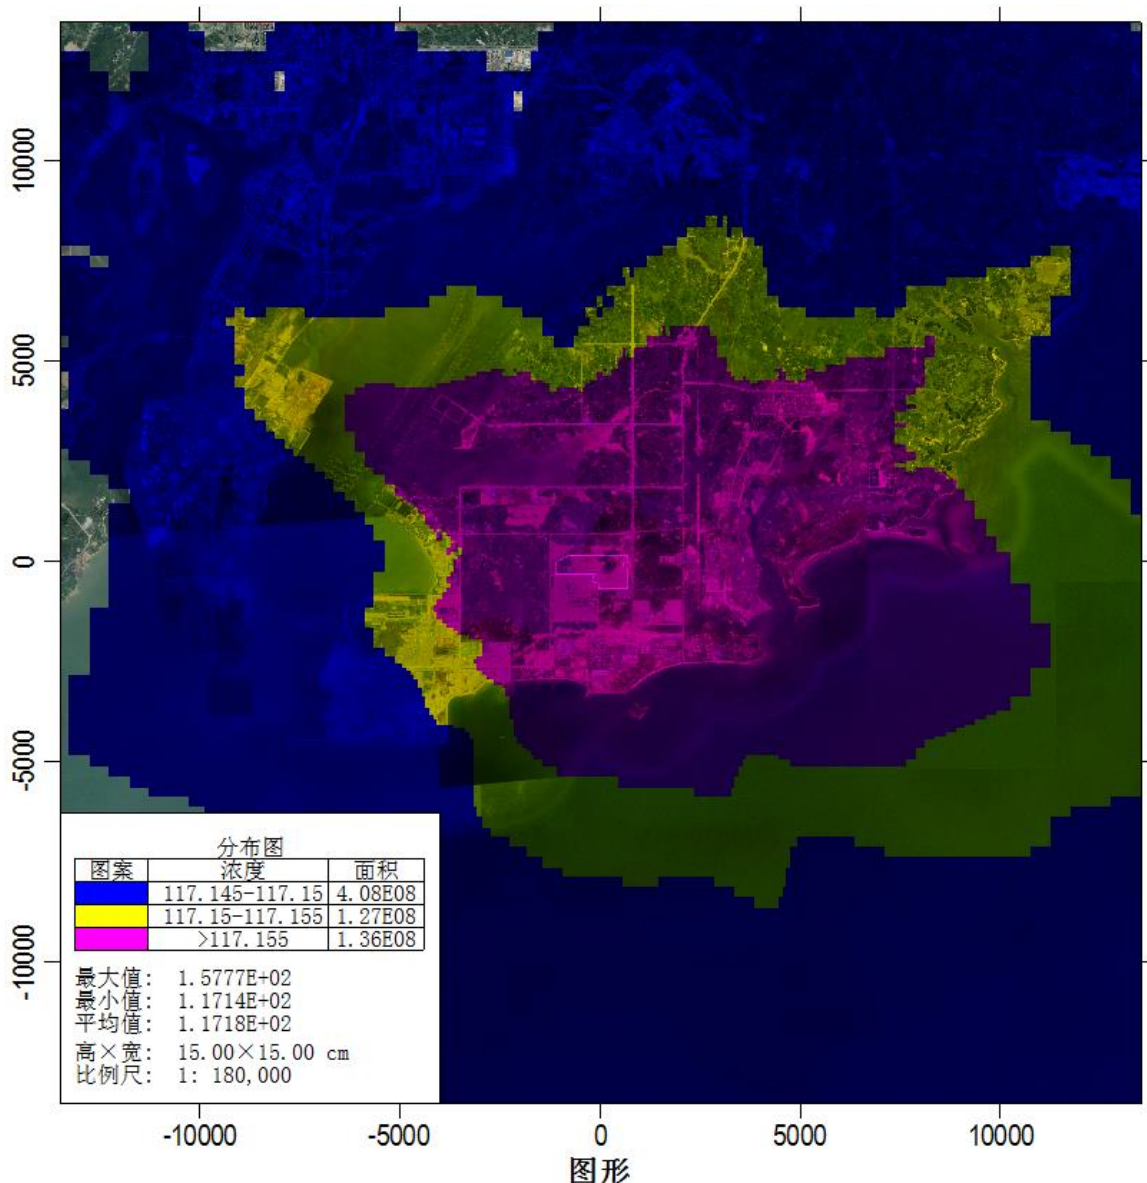 10000
5000
0
-5000
-10000
分布图
图案 浓度 面积
117.145-117.15 4.08E08
117.15-117.155 1.27E08
>117.155 1.36E08
最大值: 1.5777E+02
最小值: 1.1714E+02
平均值: 1.1718E+02
高×宽: 15.00×15.00 cm
比例尺: 1: 180,000
-10000 -5000 0 5000 10000
图形